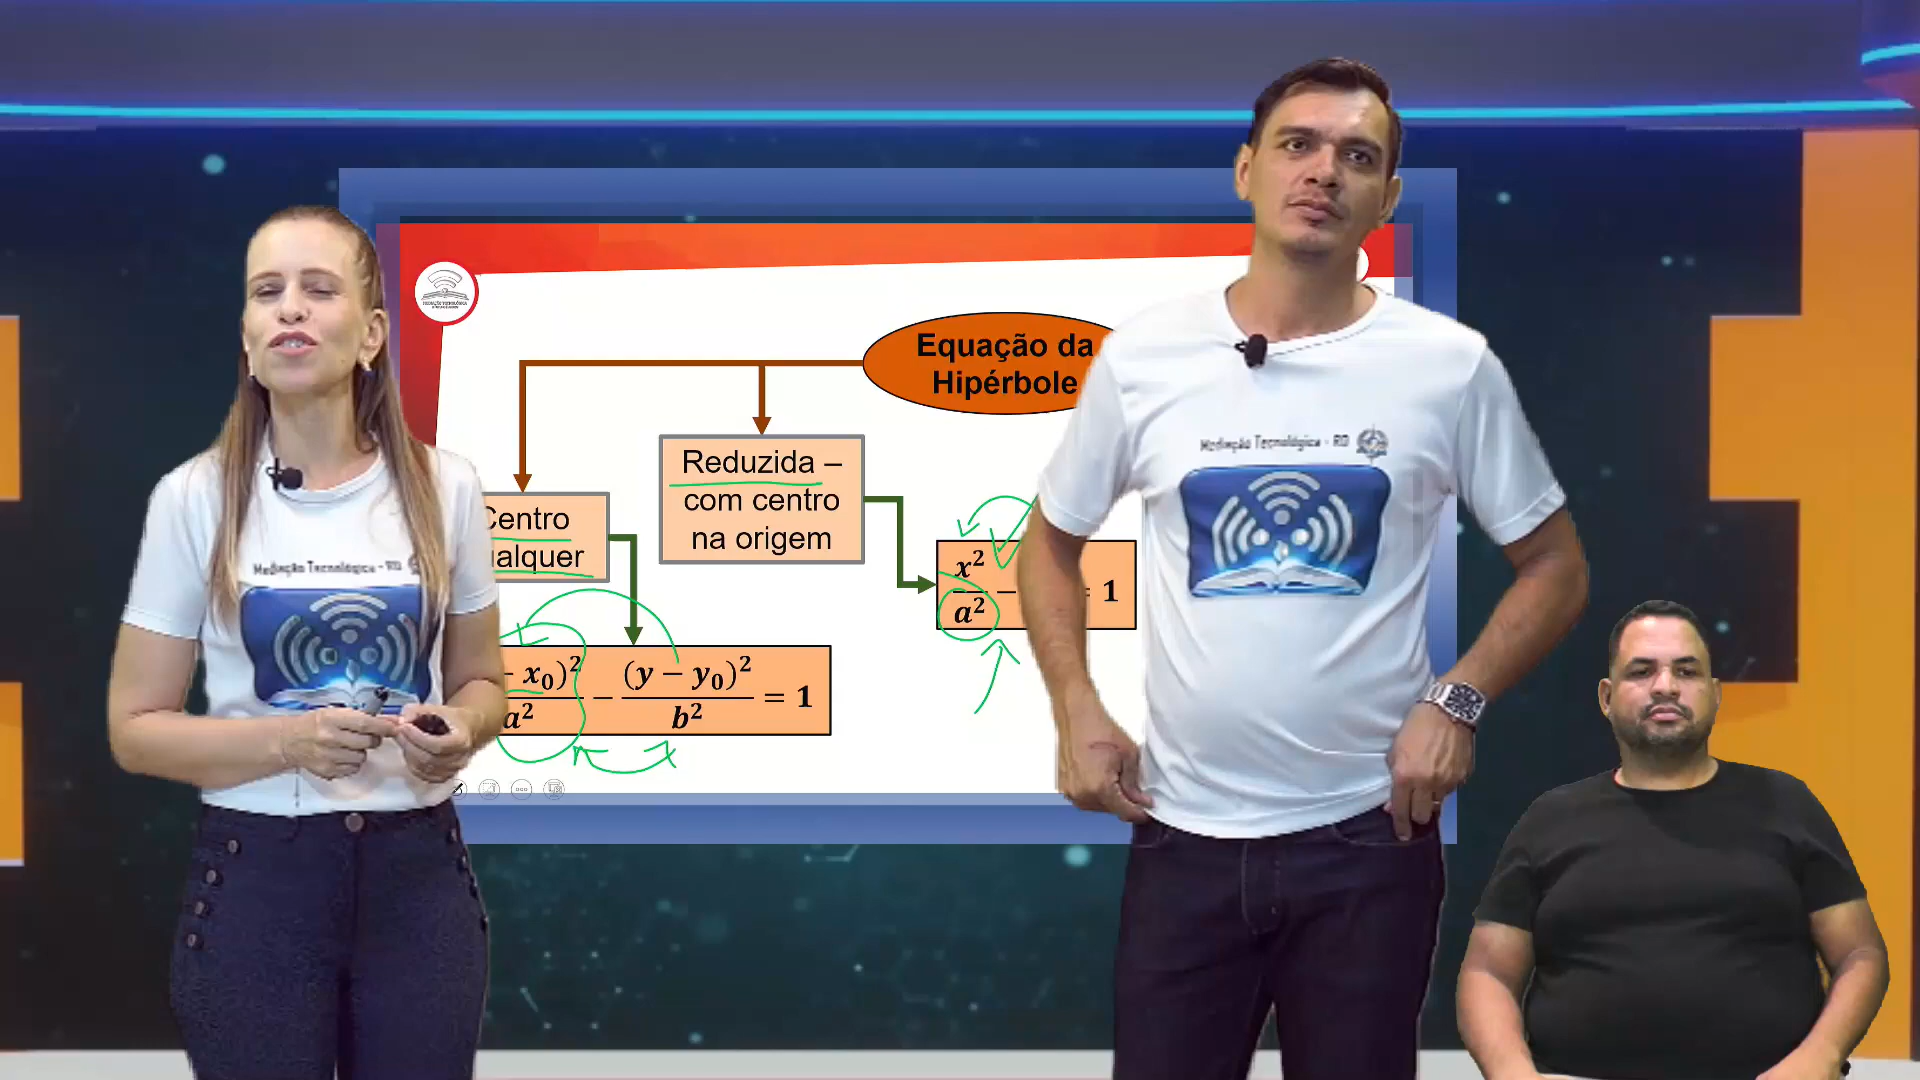 Equação da
Hipérbole
Reduzida –
com centro
na origem
Centro
alquer
x²
a²
–
= 1
– x₀)²
a²
–
(y – y₀)²
b²
= 1
Mediação Tecnológica - RO
Mediação Tecnológica - RO